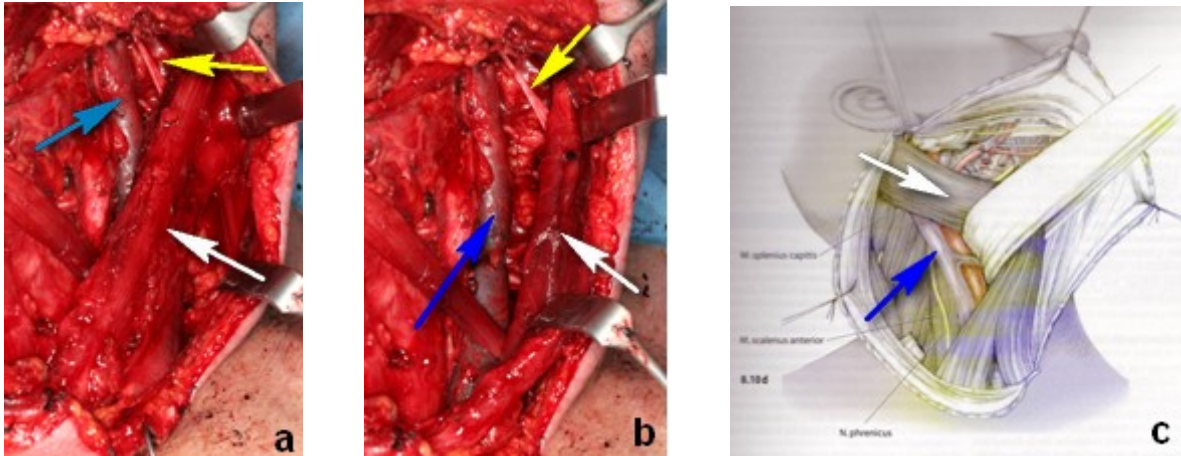 a
b
c
M. splenius capitis
M. scalenus anterior
8.10d
N. phrenicus